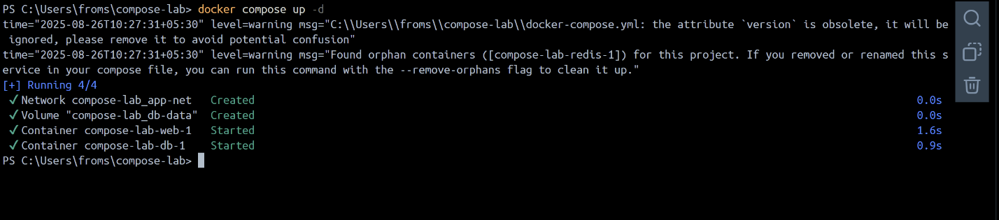 PS C:\Users\froms\compose-lab> docker compose up -d
time="2025-08-26T10:27:31+05:30" level=warning msg="C:\\Users\\froms\\compose-lab\\docker-compose.yml: the attribute `version` is obsolete, it will be
 ignored, please remove it to avoid potential confusion"
time="2025-08-26T10:27:31+05:30" level=warning msg="Found orphan containers ([compose-lab-redis-1]) for this project. If you removed or renamed this s
ervice in your compose file, you can run this command with the --remove-orphans flag to clean it up."
[+] Running 4/4
 ✔ Network compose-lab_app-net   Created   0.0s
 ✔ Volume "compose-lab_db-data"  Created   0.0s
 ✔ Container compose-lab-web-1   Started   1.6s
 ✔ Container compose-lab-db-1    Started   0.9s
PS C:\Users\froms\compose-lab>